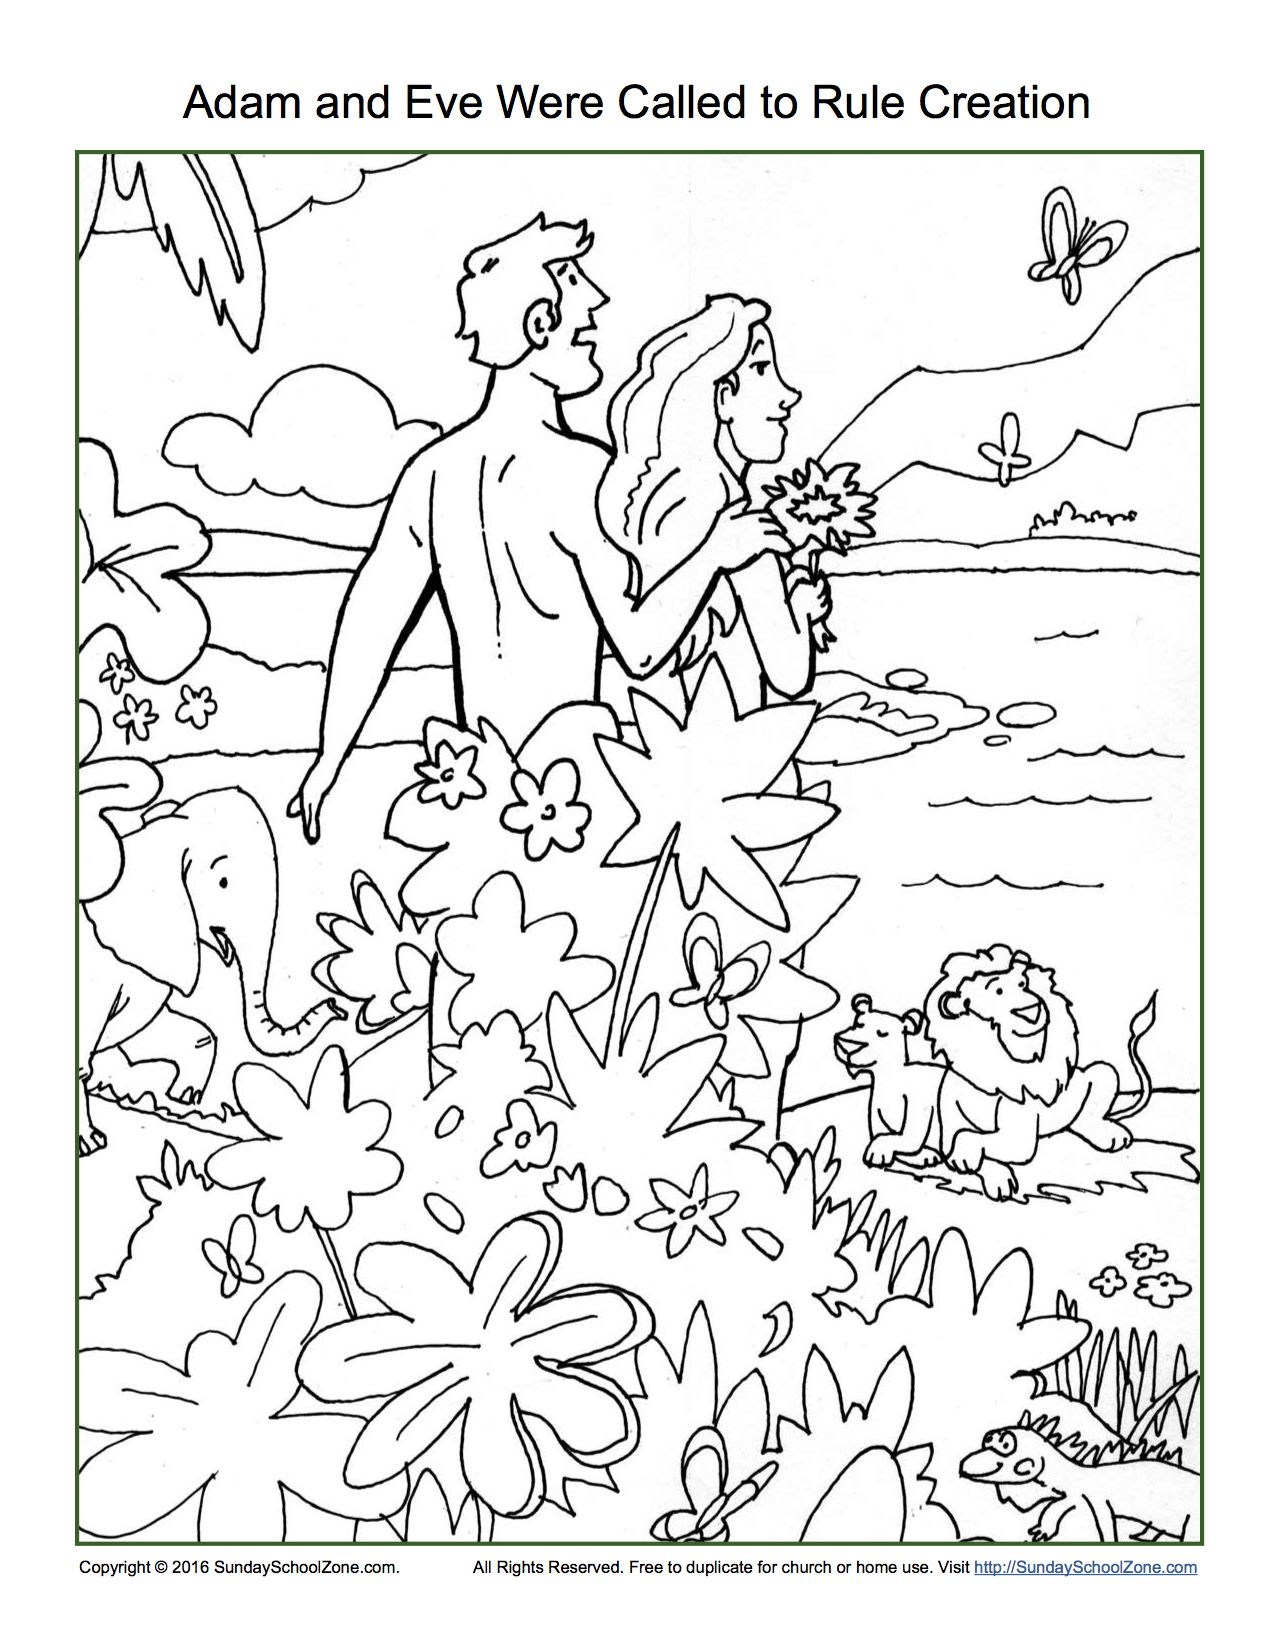 Adam and Eve Were Called to Rule Creation
Copyright © 2016 SundaySchoolZone.com. All Rights Reserved. Free to duplicate for church or home use. Visit http://SundaySchoolZone.com